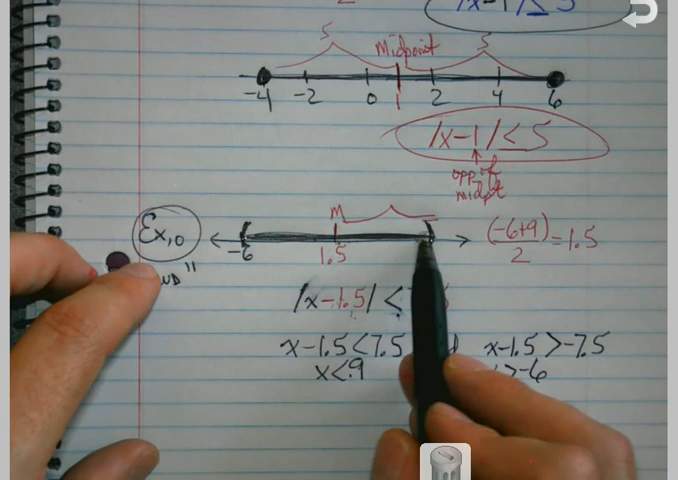 |x-1|≤5
5 Midpoint 5
-4 -2 0 1 2 4 6
|x-1|≤5
opp of
midpt
M
Ex. (-6+9)/2 = 1.5
-6 1.5
|x-1.5|<
x-1.5<7.5 x-1.5>-7.5
x<9 >-6